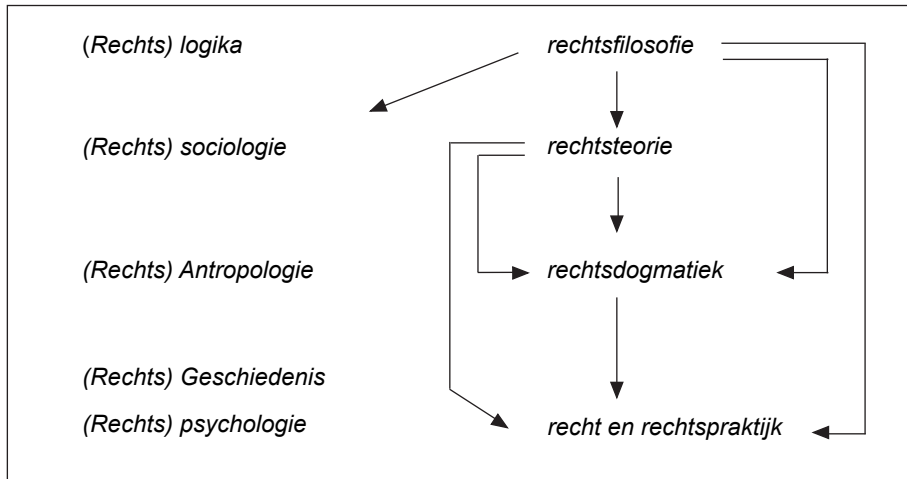 (Rechts) logika
rechtsfilosofie
(Rechts) sociologie
rechtsteorie
(Rechts) Antropologie
rechtsdogmatiek
(Rechts) Geschiedenis
(Rechts) psychologie
recht en rechtspraktijk